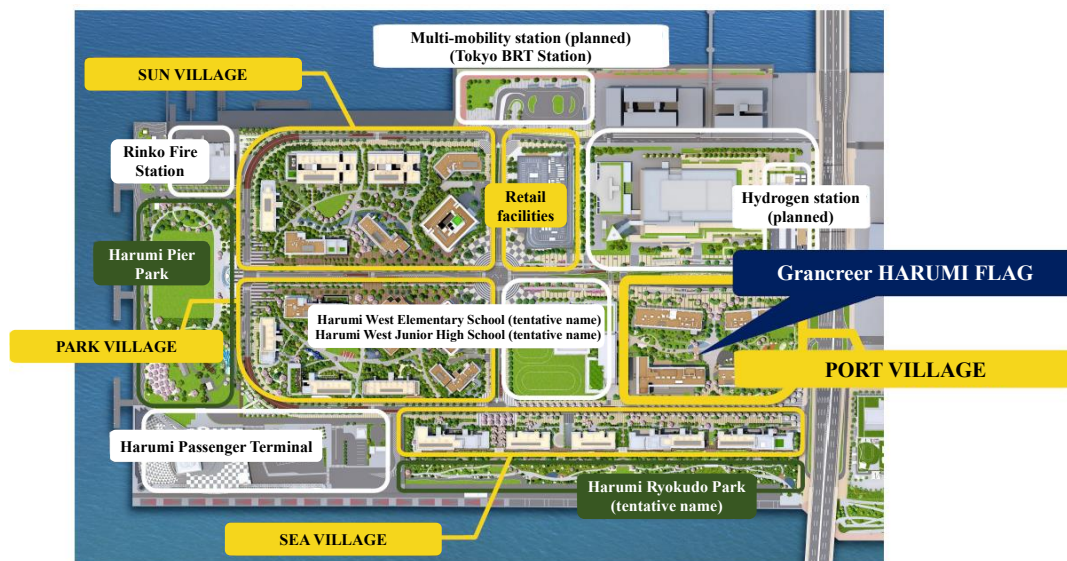 Multi-mobility station (planned)
(Tokyo BRT Station)
SUN VILLAGE
Rinko Fire
Station
Retail
facilities
Hydrogen station
(planned)
Harumi Pier
Park
Grancreer HARUMI FLAG
Harumi West Elementary School (tentative name)
Harumi West Junior High School (tentative name)
PARK VILLAGE
PORT VILLAGE
Harumi Passenger Terminal
Harumi Ryokudo Park
(tentative name)
SEA VILLAGE